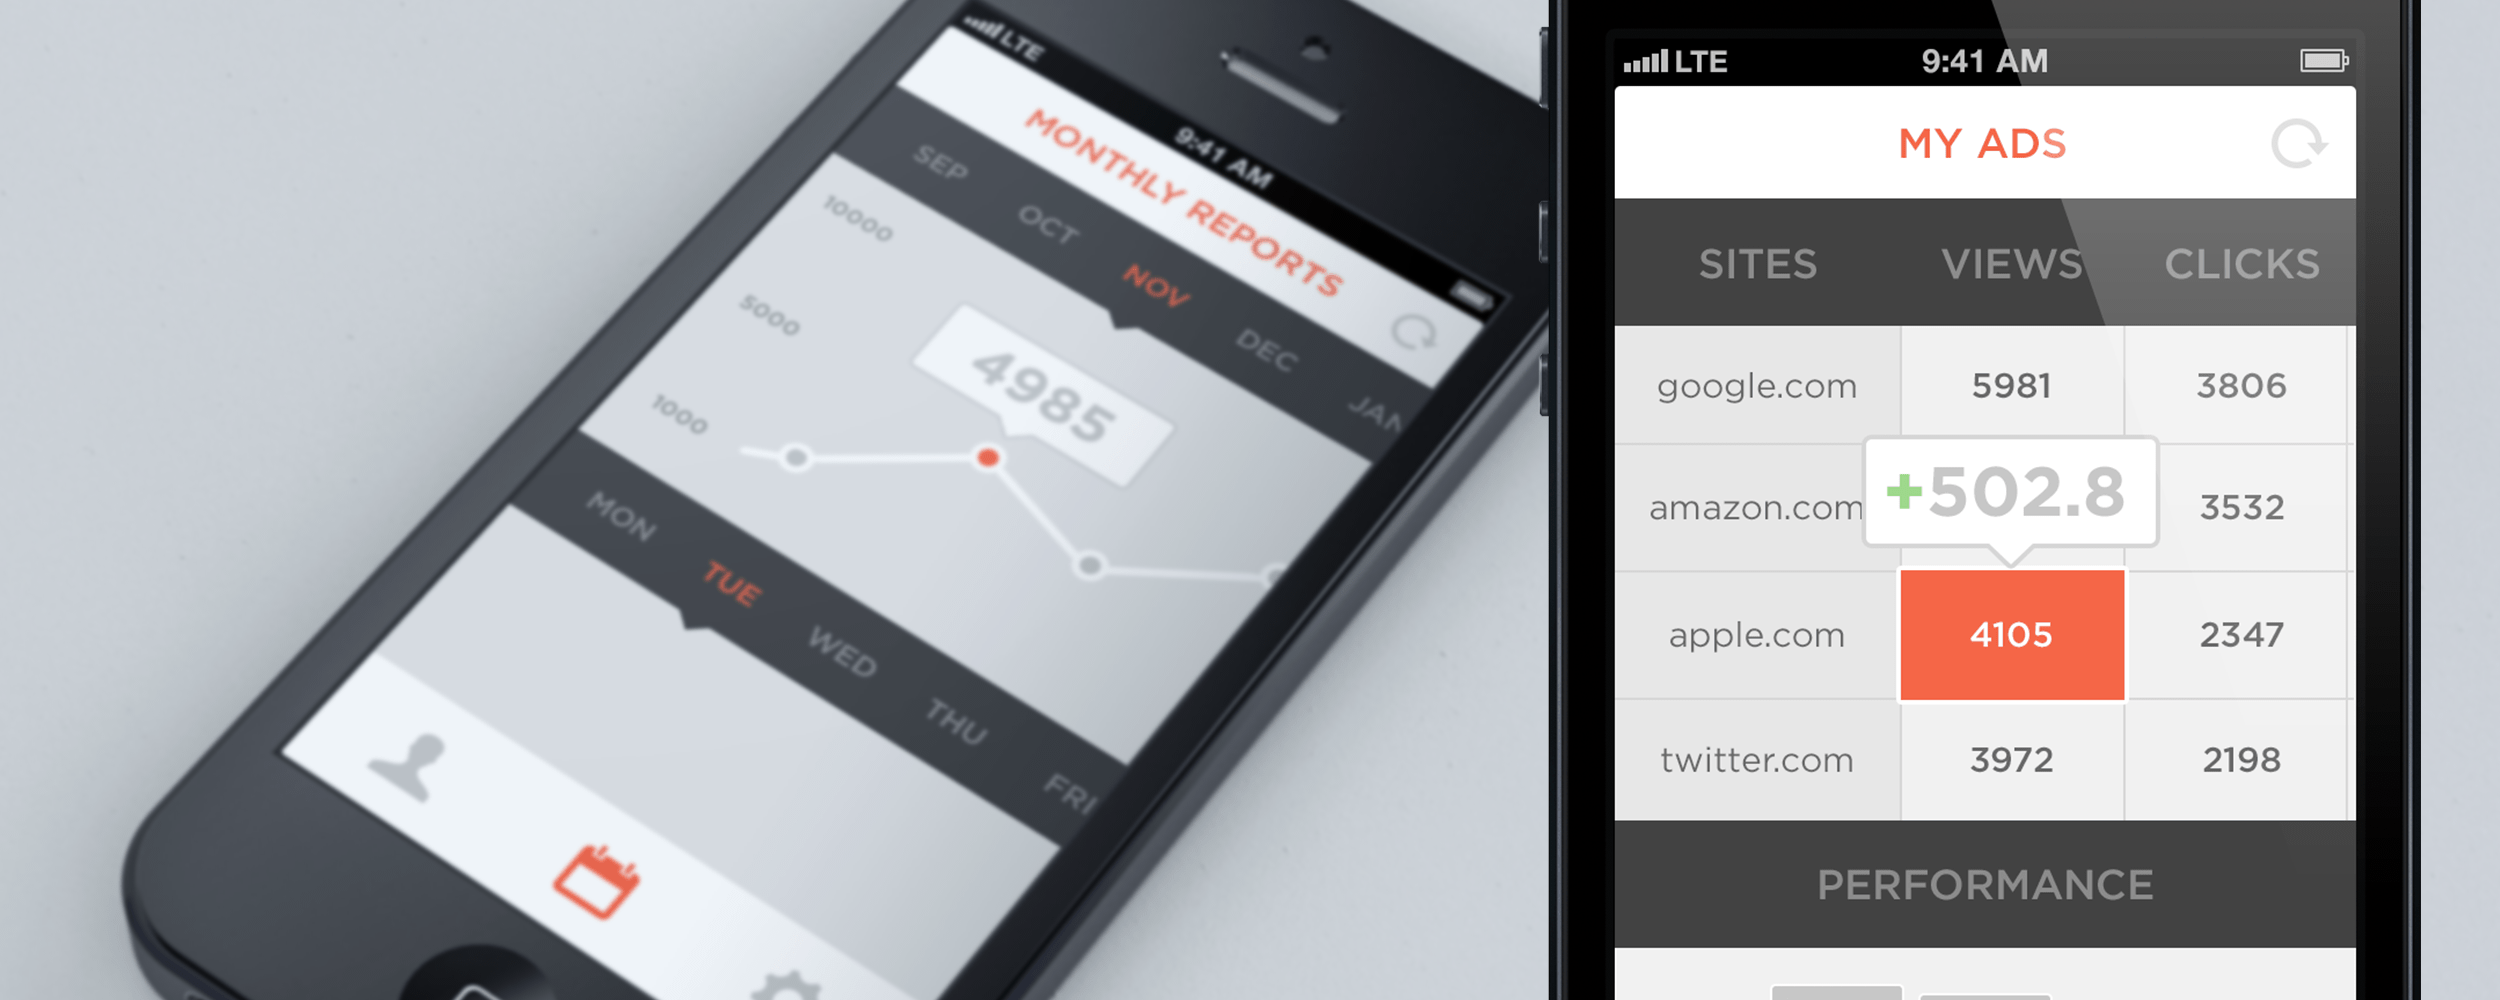 LTE
9:41 AM
MONTHLY REPORTS
SEP OCT NOV DEC JAN
10000
5000
1000
4985
MON TUE WED THU FRI
LTE 9:41 AM
MY ADS
SITES VIEWS CLICKS
google.com 5981 3806
+502.8
amazon.com 3532
apple.com 4105 2347
twitter.com 3972 2198
PERFORMANCE